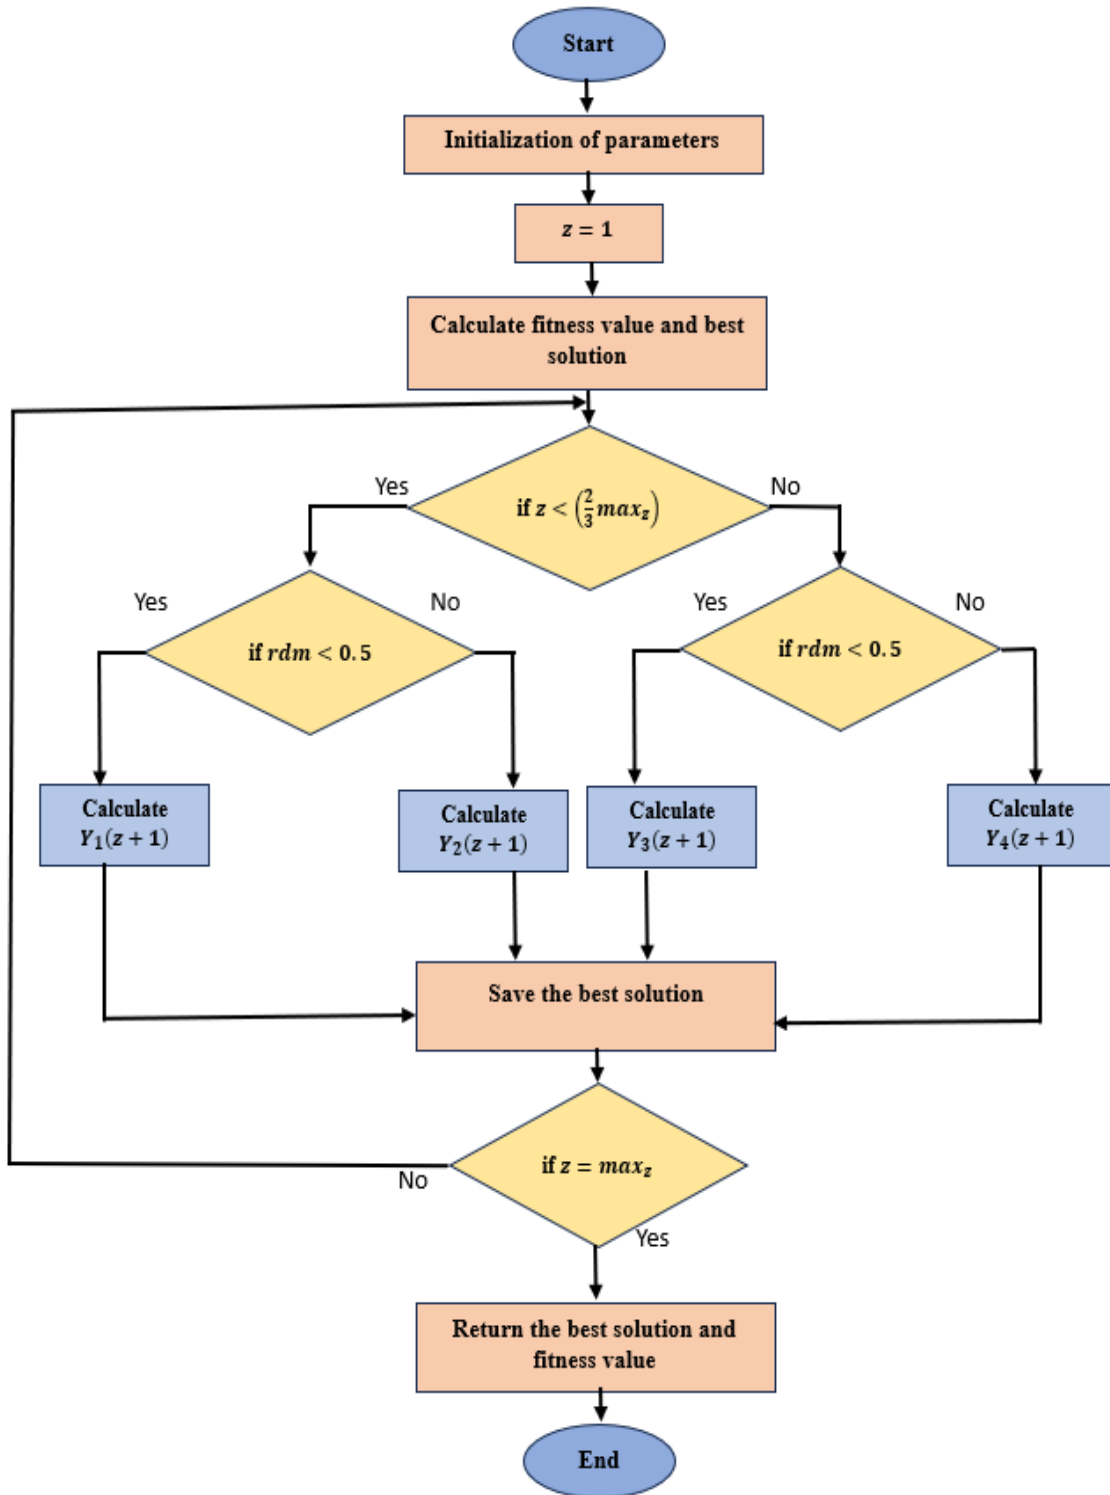 Start
Initialization of parameters
z = 1
Calculate fitness value and best
solution
Yes
No
if z < (2/3 max_z)
Yes
No
if rdm < 0.5
Yes
No
if rdm < 0.5
Calculate
Y₁(z + 1)
Calculate
Y₂(z + 1)
Calculate
Y₃(z + 1)
Calculate
Y₄(z + 1)
Save the best solution
if z = max_z
No
Yes
Return the best solution and
fitness value
End